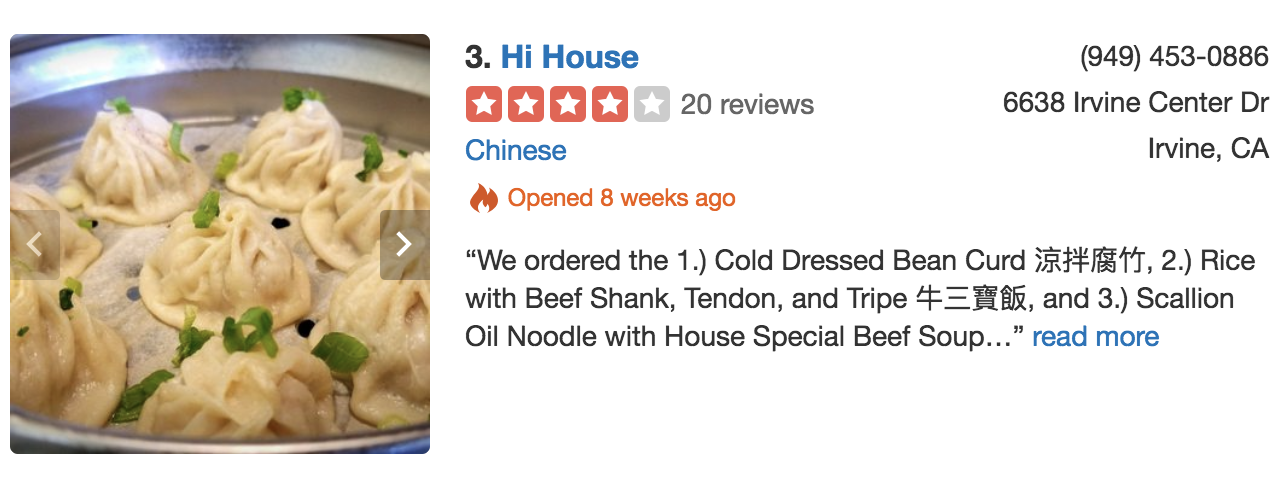 3. Hi House
20 reviews
Chinese
Opened 8 weeks ago
(949) 453-0886
6638 Irvine Center Dr
Irvine, CA
“We ordered the 1.) Cold Dressed Bean Curd 涼拌腐竹, 2.) Rice
with Beef Shank, Tendon, and Tripe 牛三寶飯, and 3.) Scallion
Oil Noodle with House Special Beef Soup…” read more